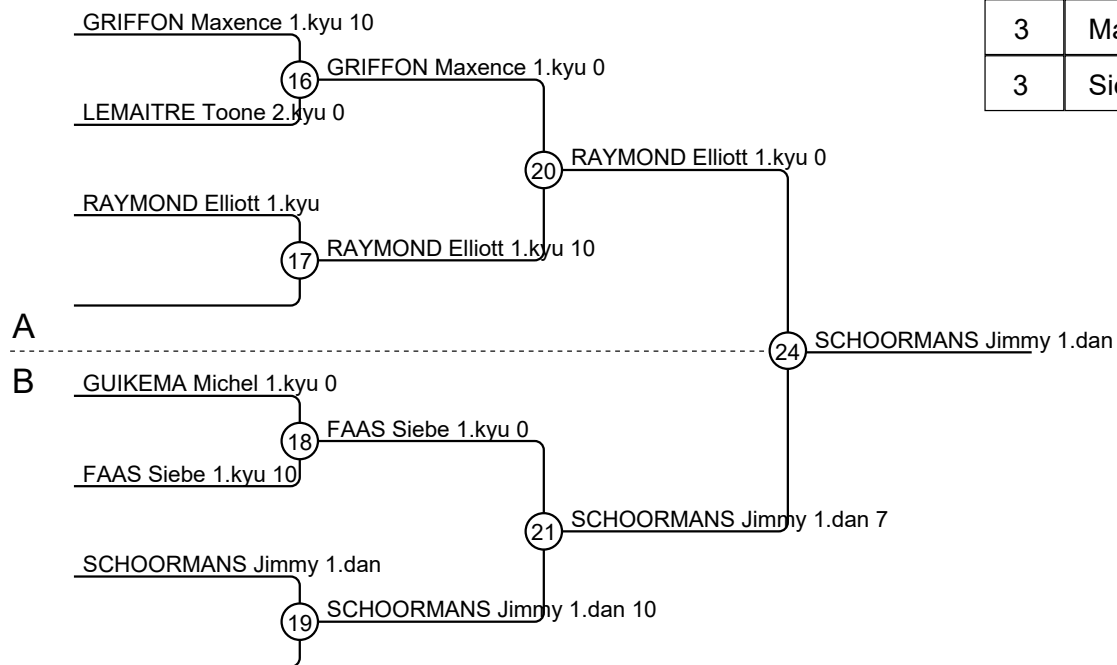 GRIFFON Maxence 1.kyu 10
3
16
GRIFFON Maxence 1.kyu 0
3
LEMAITRE Toone 2.kyu 0
20
RAYMOND Elliott 1.kyu 0
RAYMOND Elliott 1.kyu
17
RAYMOND Elliott 1.kyu 10
A
24
SCHOORMANS Jimmy 1.dan
B
GUIKEMA Michel 1.kyu 0
18
FAAS Siebe 1.kyu 0
FAAS Siebe 1.kyu 10
21
SCHOORMANS Jimmy 1.dan 7
SCHOORMANS Jimmy 1.dan
19
SCHOORMANS Jimmy 1.dan 10